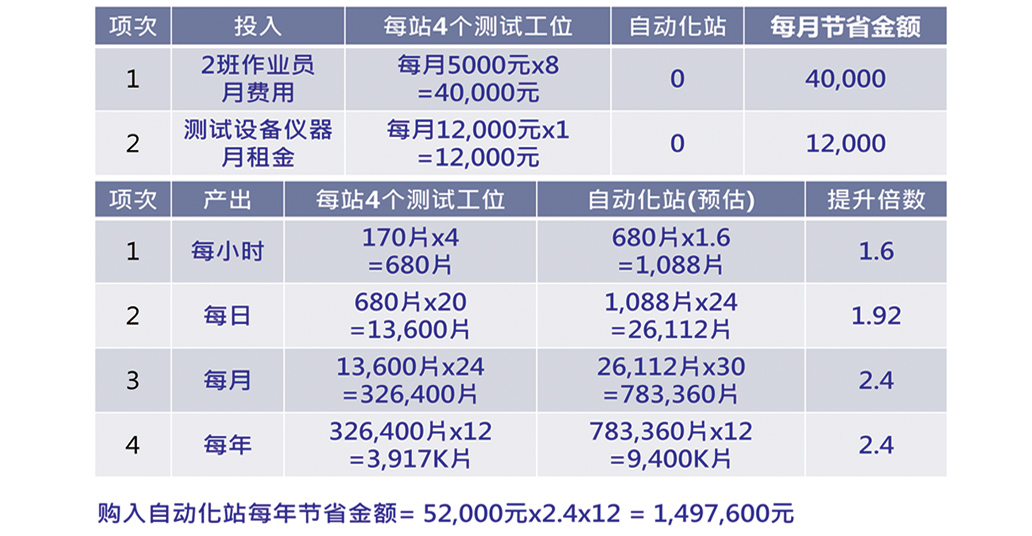 项次 投入 每站4个测试工位 自动化站 每月节省金额
1 2班作业员 每月5000元x8 0 40,000
月费用 =40,000元
2 测试设备仪器 每月12,000元x1 0 12,000
月租金 =12,000元
项次 产出 每站4个测试工位 自动化站(预估) 提升倍数
1 每小时 170片x4 680片x1.6 1.6
=680片 =1,088片
2 每日 680片x20 1,088片x24 1.92
=13,600片 =26,112片
3 每月 13,600片x24 26,112片x30 2.4
=326,400片 =783,360片
4 每年 326,400片x12 783,360片x12 2.4
=3,917K片 =9,400K片
购入自动化站每年节省金额= 52,000元x2.4x12 = 1,497,600元